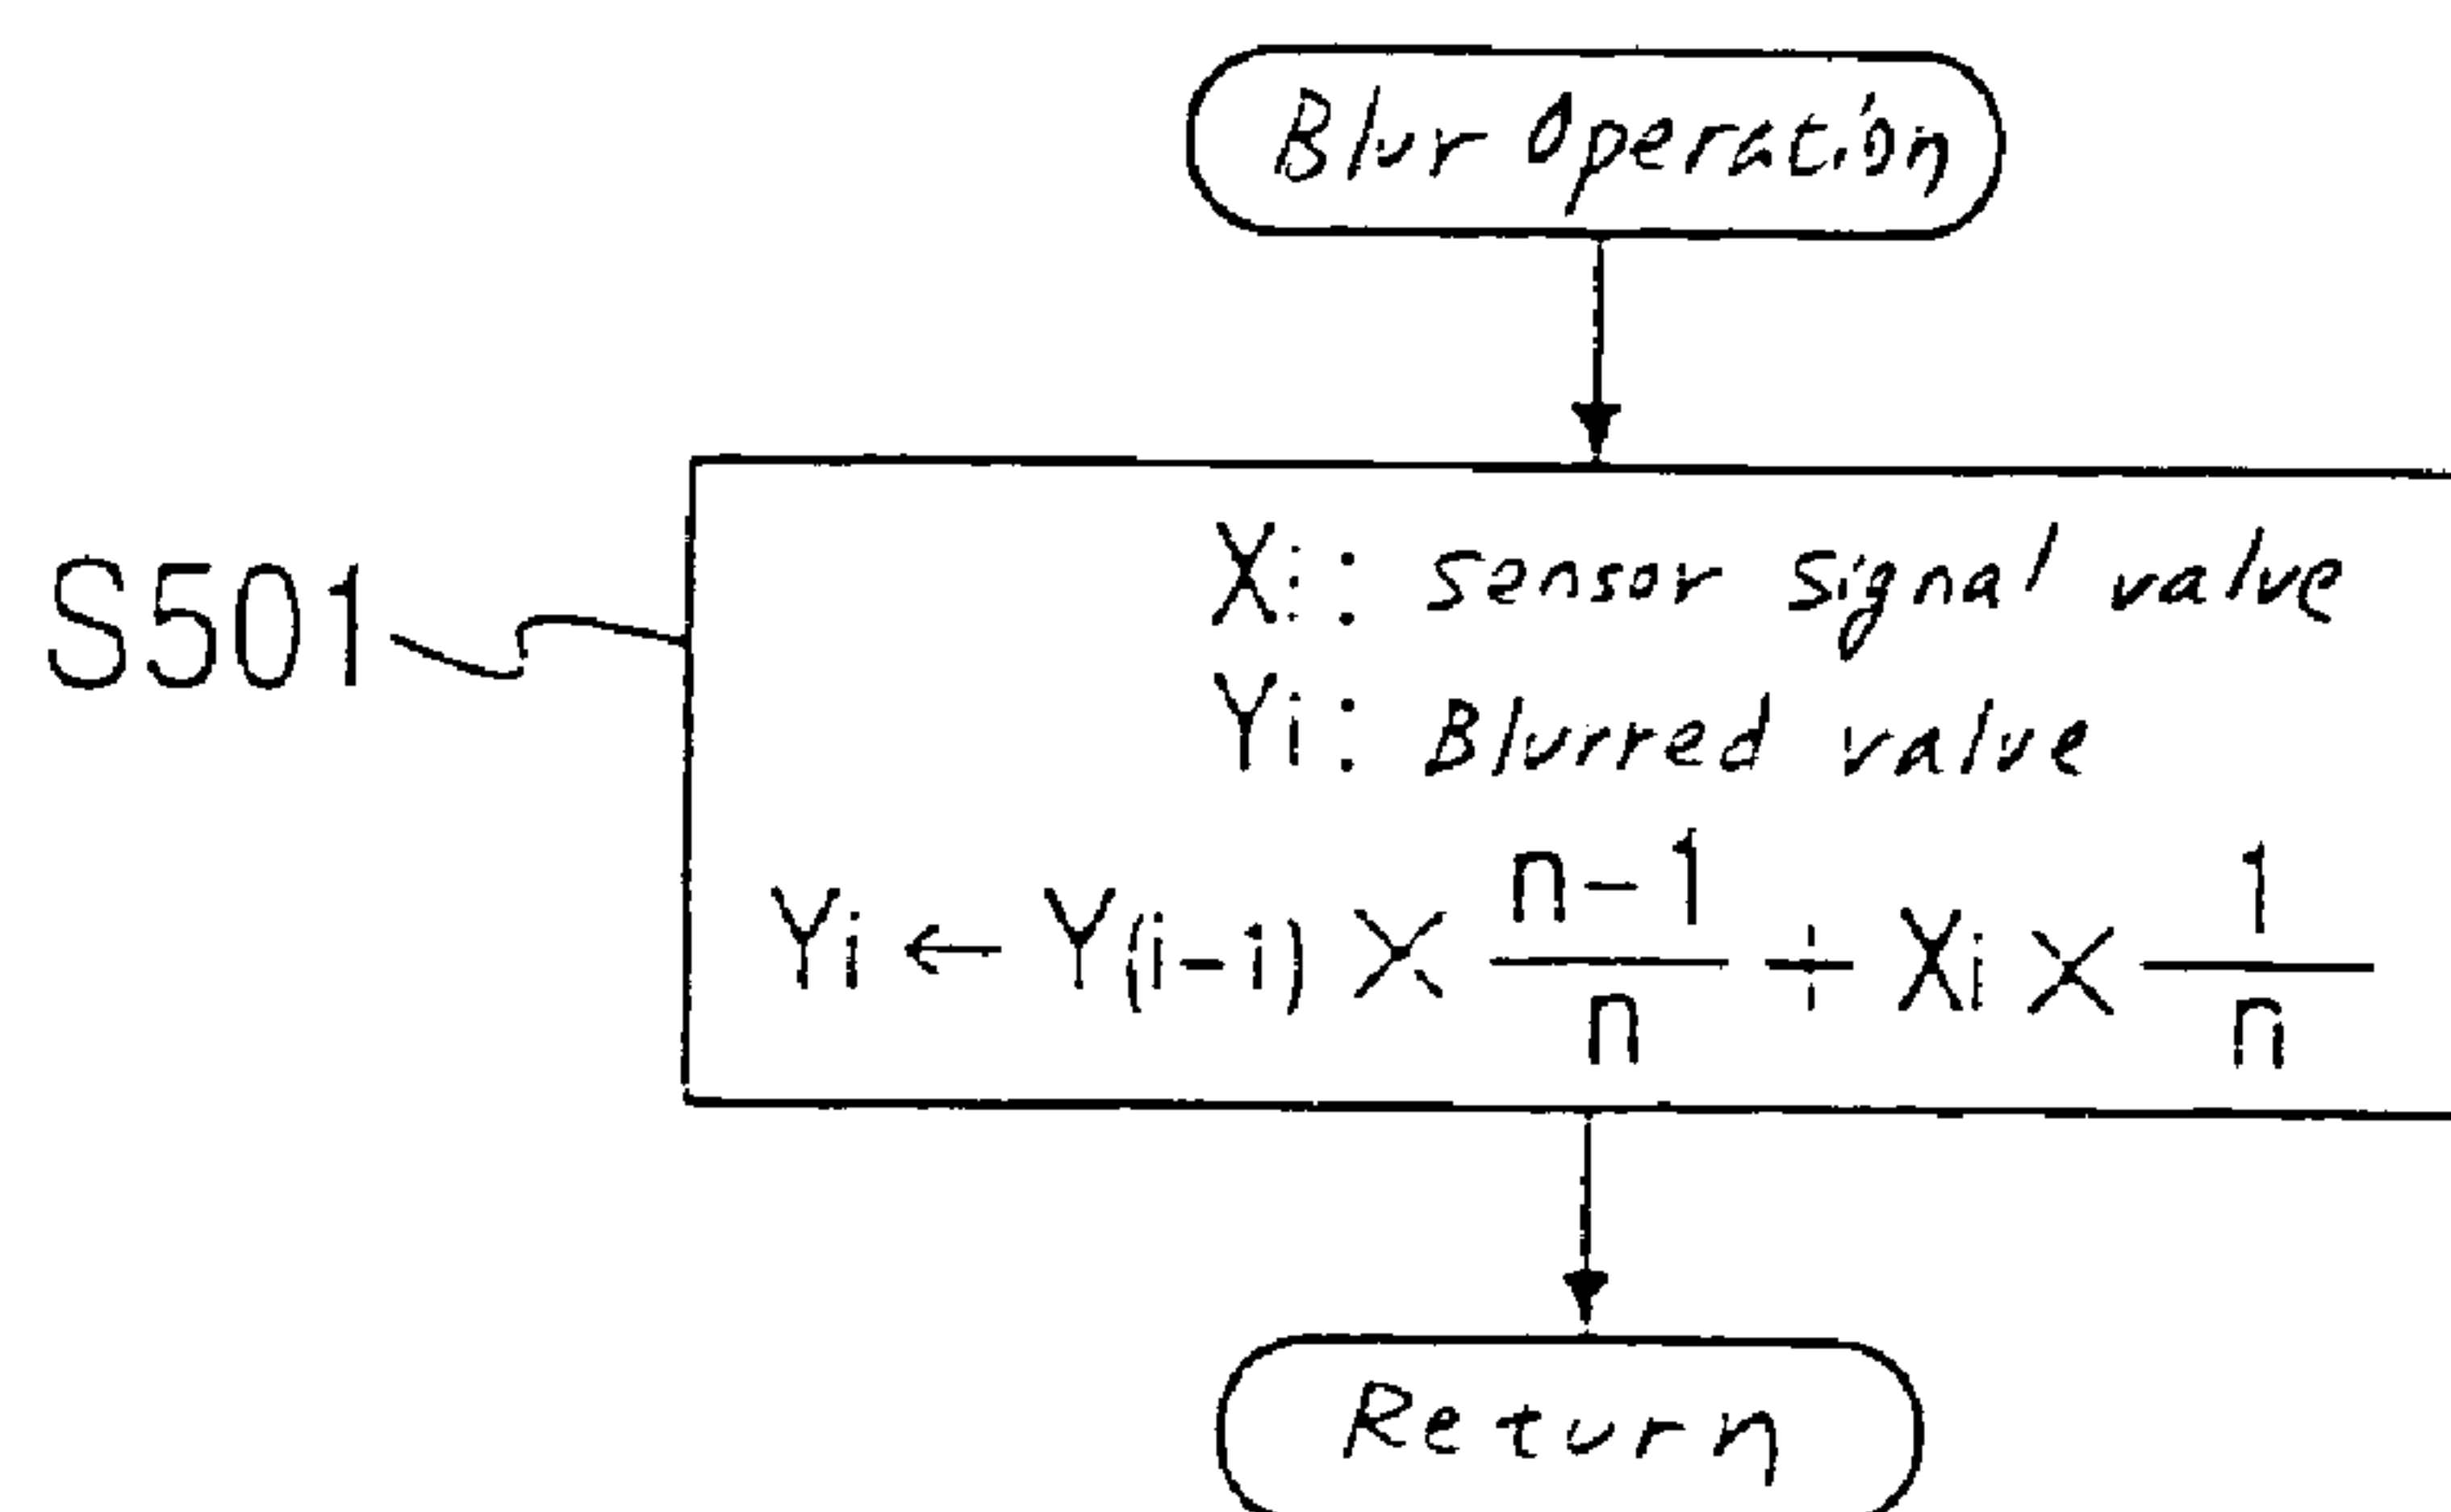 Blur Operation
S501
Xi: Sensor Signal value
Yi: Blurred value
Yi ← Y(i-1) × n-1/n + Xi × 1/n
Return